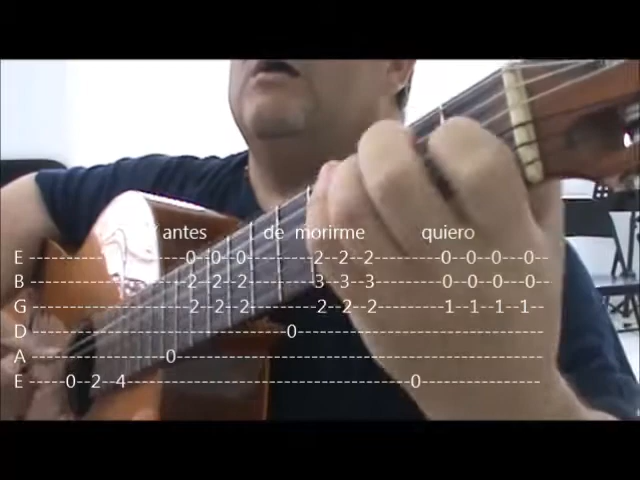 Y antes de morirme quiero
E --------------------0--0--0----------2--2--2----------0--0--0---0--
B --------------------2--2--2----------3--3--3----------0--0--0---0--
G --------------------2--2--2----------2--2--2----------1--1--1--1--
D ---------------------------------0-------------------------------
A -----------------0-----------------------------------------------
E -----0--2--4-----------------------------------0---------------